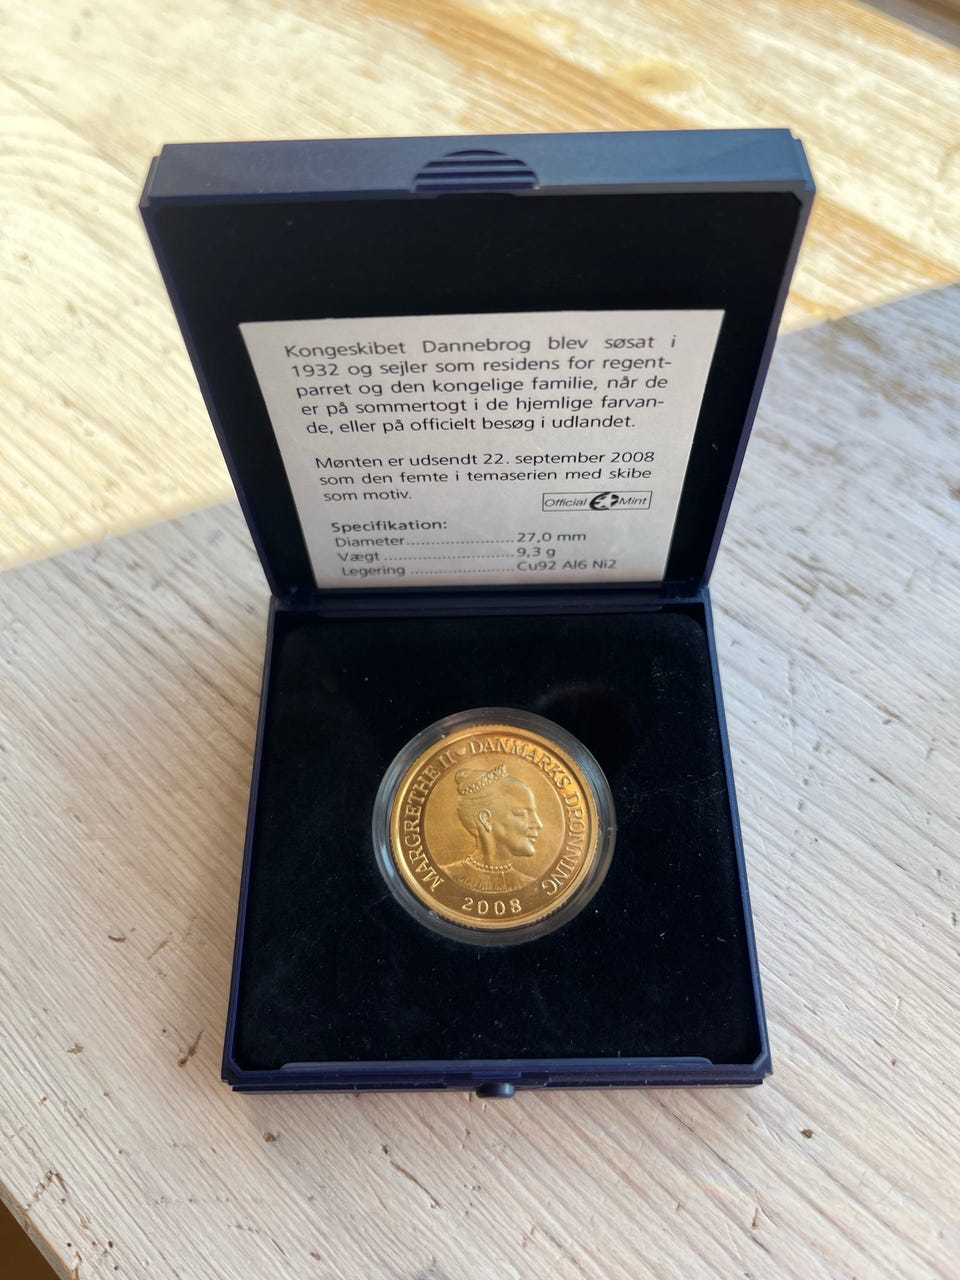 Kongeskibet Dannebrog blev søsat i
1932 og sejler som residens for regent-
parret og den kongelige familie, når de
er på sommertogt i de hjemlige farvan-
de, eller på officielt besøg i udlandet.
Mønten er udsendt 22. september 2008
som den femte i temaserien med skibe
som motiv.
Official Mint
Specifikation:
Diameter......................27,0 mm
Vægt ..........................9,3 g
Legering ......................Cu92 Al6 Ni2
MARGRETHE II DANMARKS DRONNING
2008